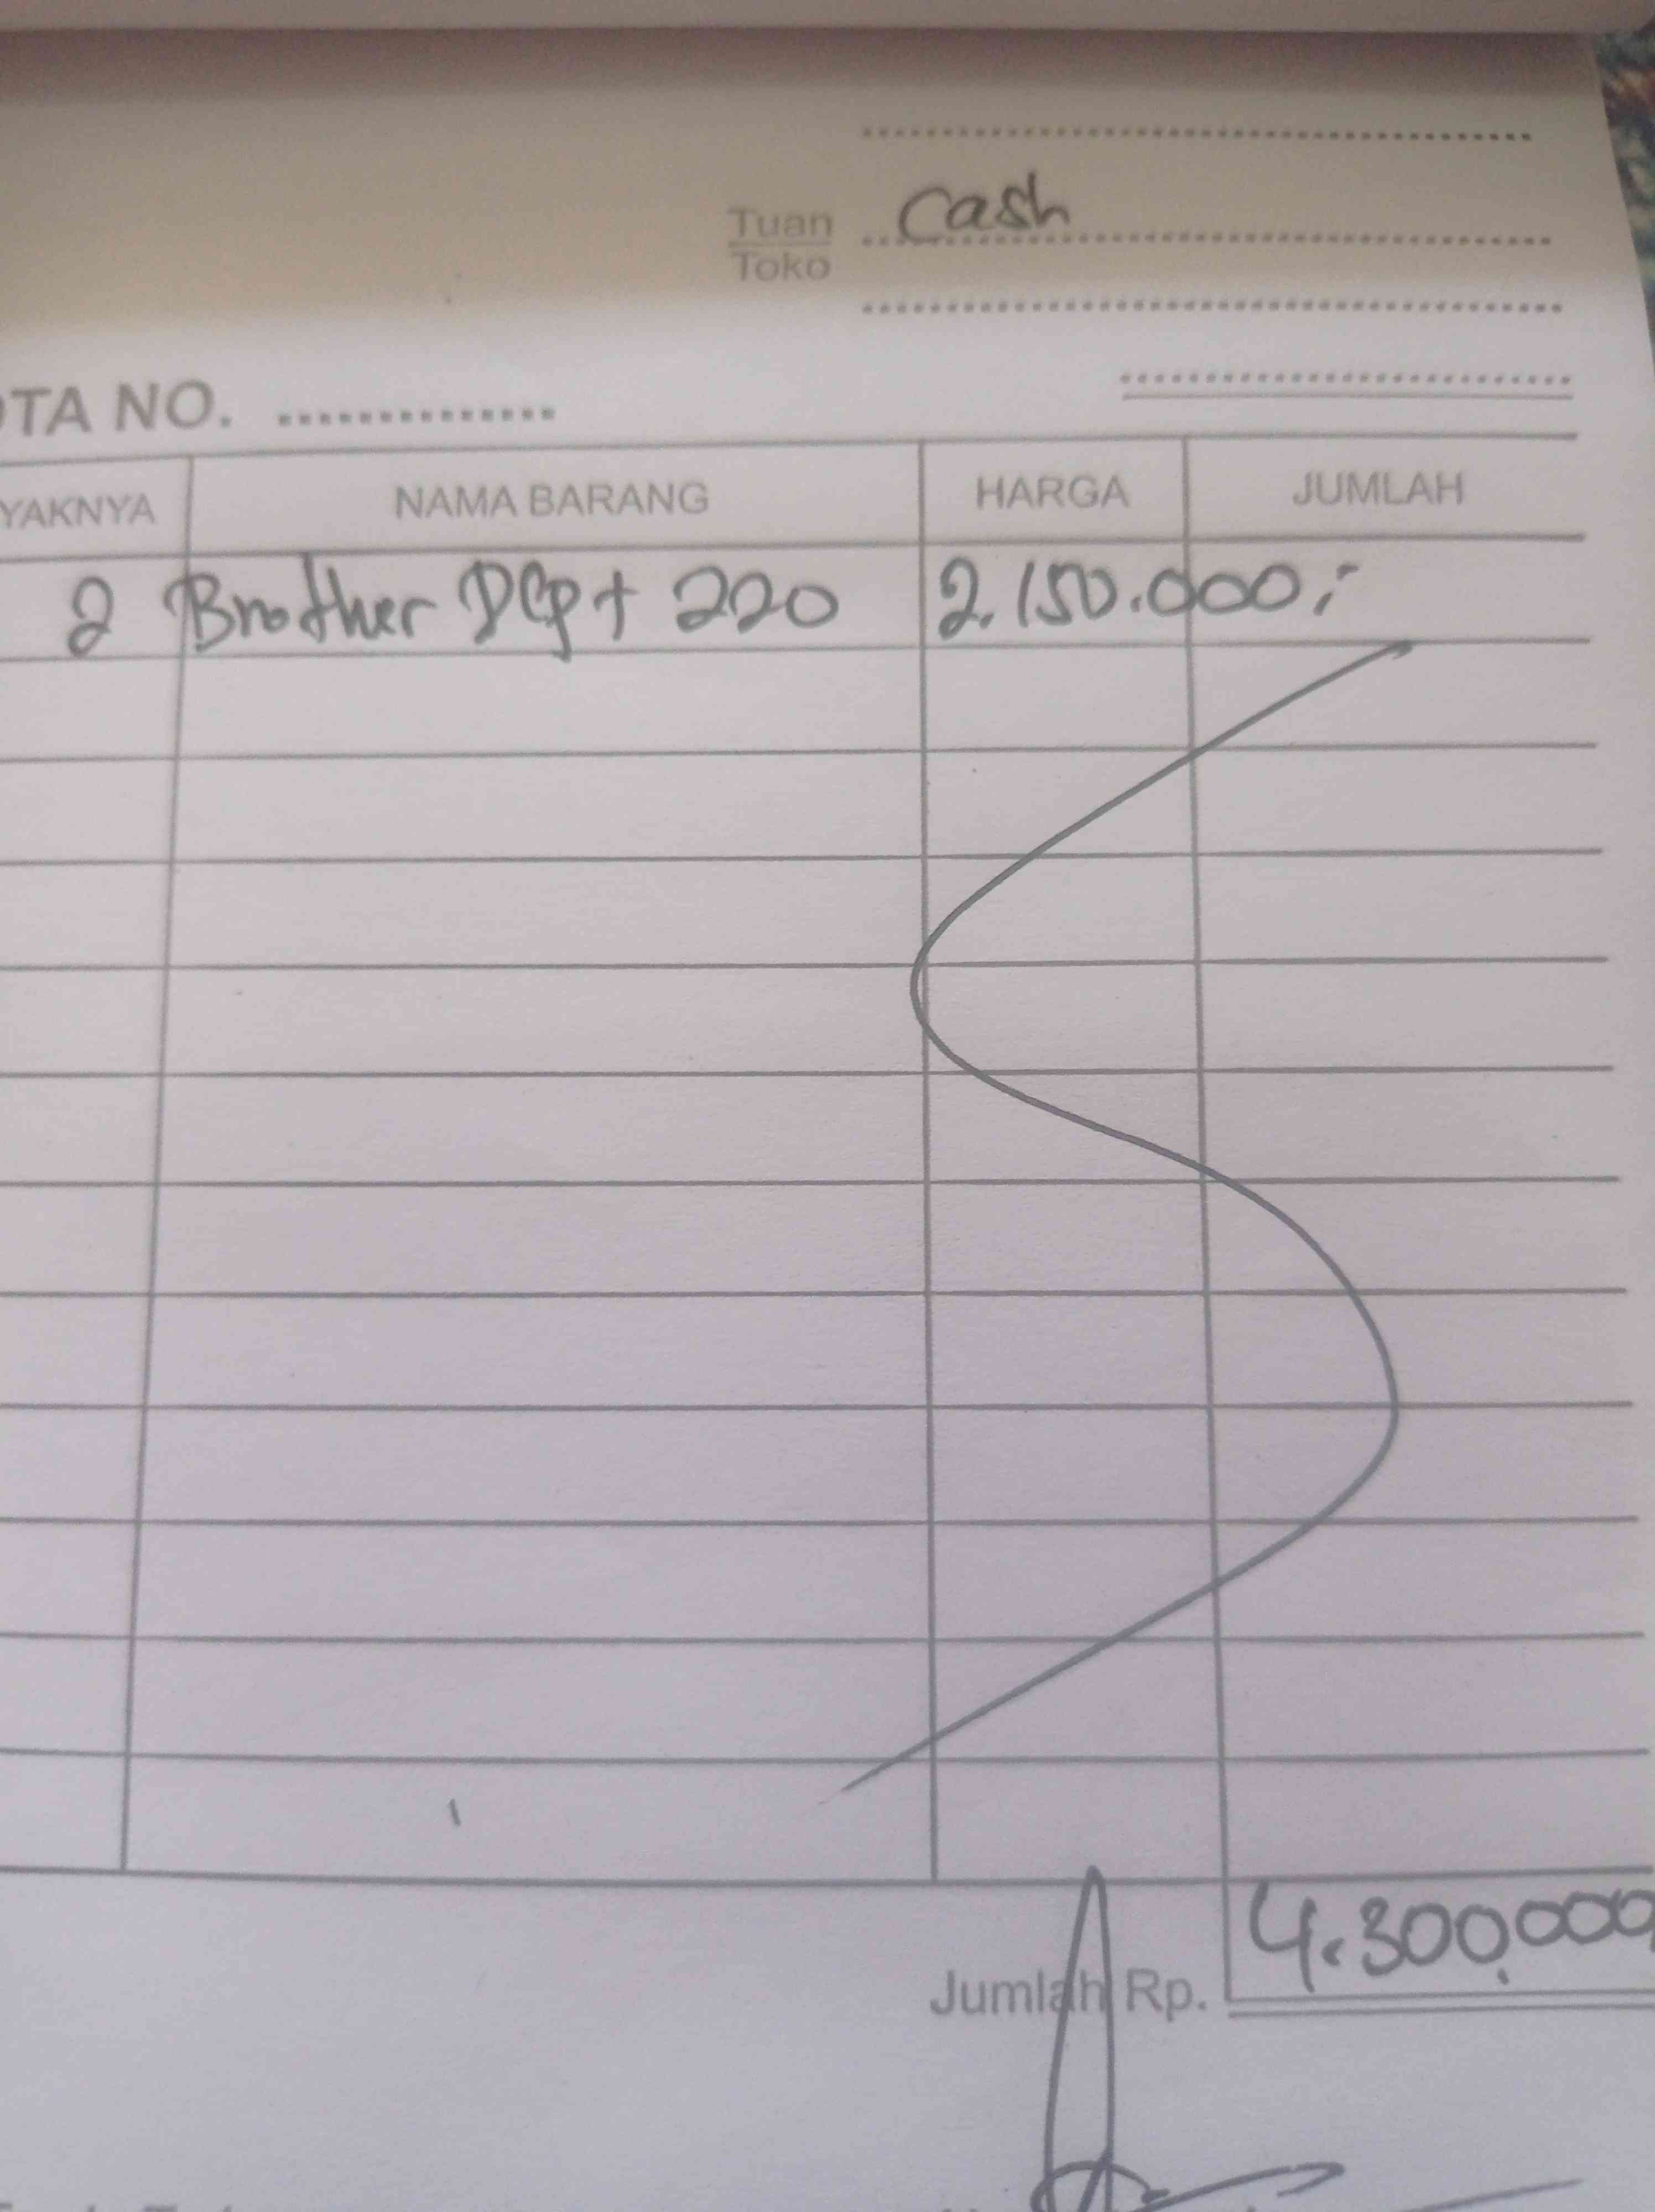 Cash
Tuan
Toko
OTA NO. ..............
YAKNYA NAMA BARANG HARGA JUMLAH
2 Brother DCP t 220 2.150.000,-
Jumlah Rp. 4.300.000